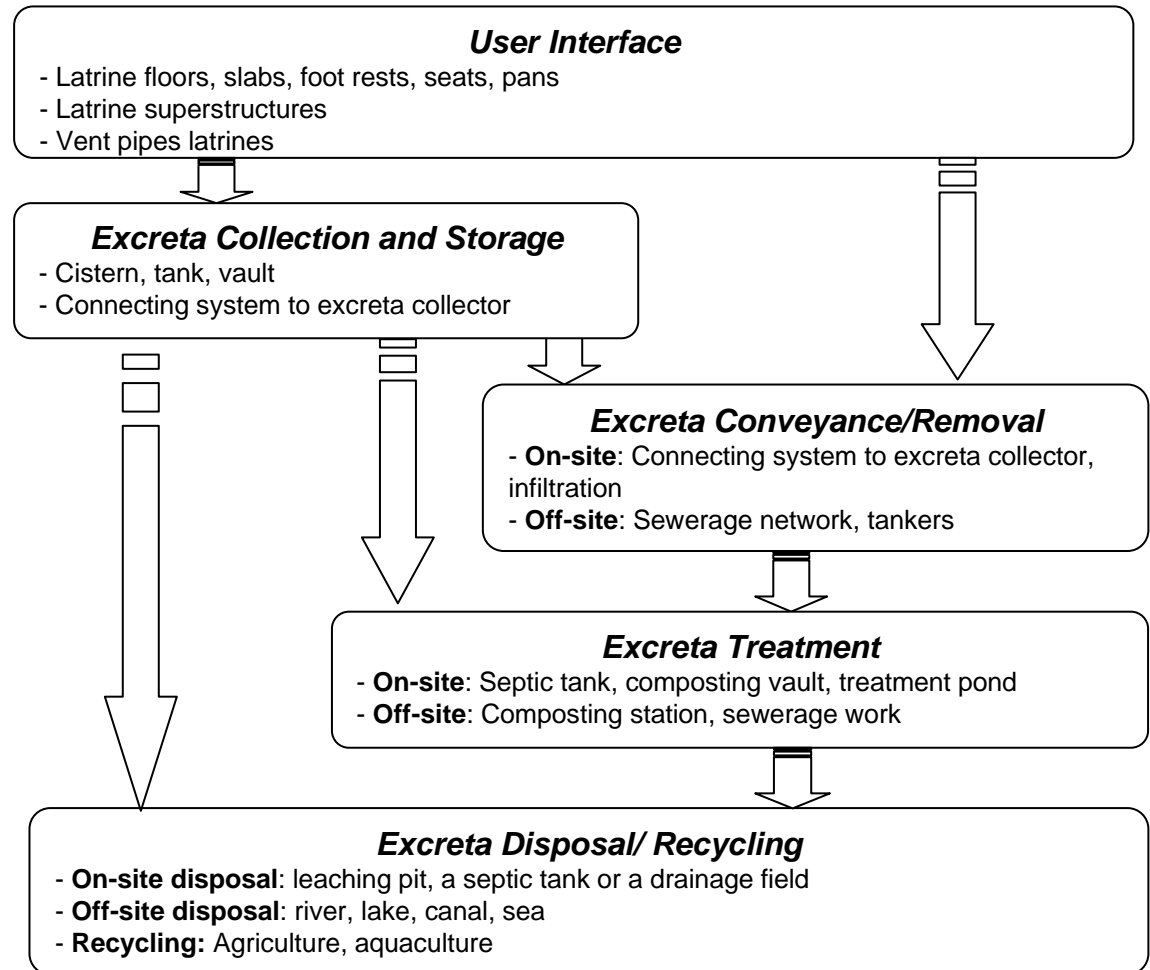 User Interface
- Latrine floors, slabs, foot rests, seats, pans
- Latrine superstructures
- Vent pipes latrines
Excreta Collection and Storage
- Cistern, tank, vault
- Connecting system to excreta collector
Excreta Conveyance/Removal
- On-site: Connecting system to excreta collector,
infiltration
- Off-site: Sewerage network, tankers
Excreta Treatment
- On-site: Septic tank, composting vault, treatment pond
- Off-site: Composting station, sewerage work
Excreta Disposal/ Recycling
- On-site disposal: leaching pit, a septic tank or a drainage field
- Off-site disposal: river, lake, canal, sea
- Recycling: Agriculture, aquaculture